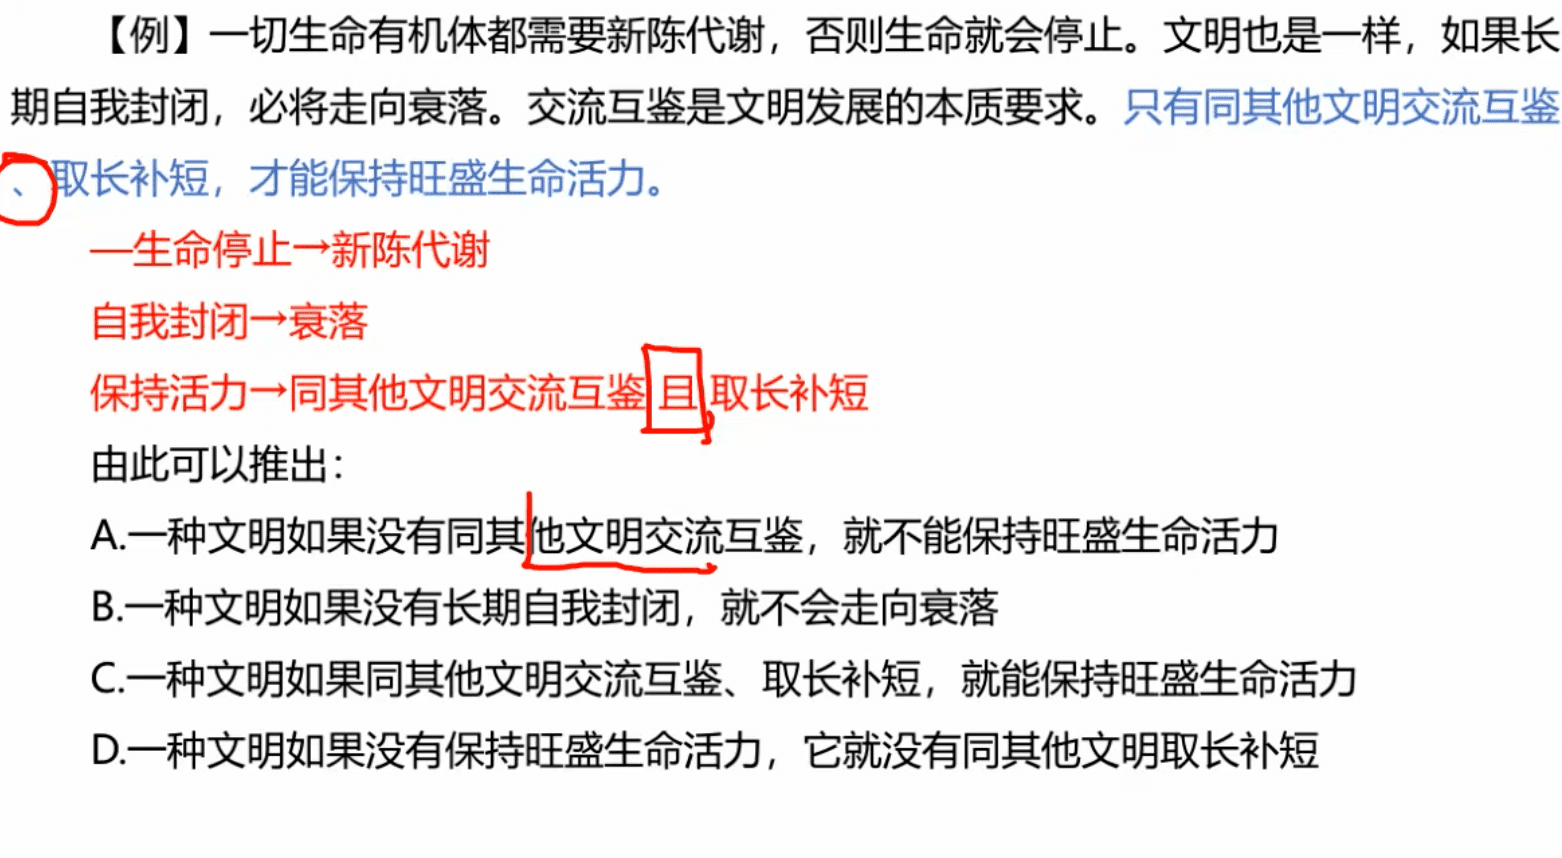 【例】一切生命有机体都需要新陈代谢，否则生命就会停止。文明也是一样，如果长
期自我封闭，必将走向衰落。交流互鉴是文明发展的本质要求。只有同其他文明交流互鉴
、取长补短，才能保持旺盛生命活力。
—生命停止→新陈代谢
自我封闭→衰落
保持活力→同其他文明交流互鉴 且 取长补短
由此可以推出：
A.一种文明如果没有同其他文明交流互鉴，就不能保持旺盛生命活力
B.一种文明如果没有长期自我封闭，就不会走向衰落
C.一种文明如果同其他文明交流互鉴、取长补短，就能保持旺盛生命活力
D.一种文明如果没有保持旺盛生命活力，它就没有同其他文明取长补短